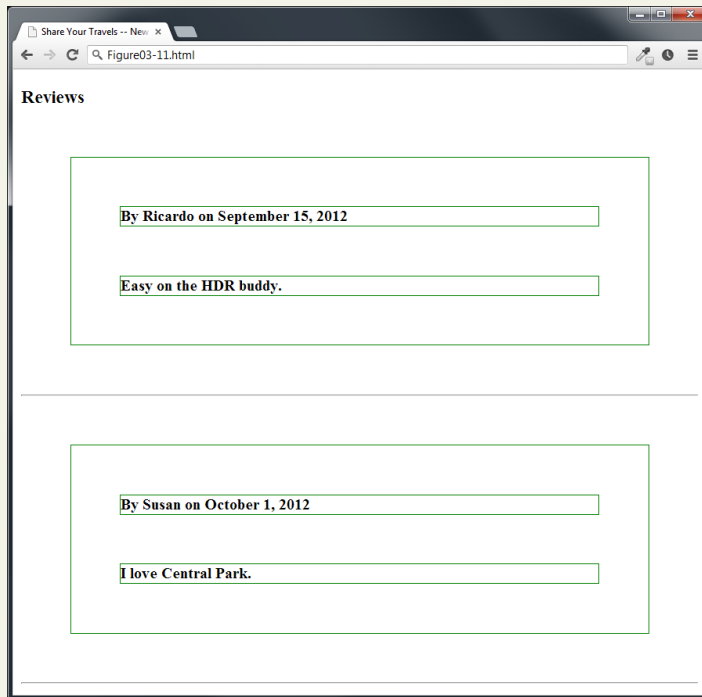 Share Your Travels -- New
Figure03-11.html
Reviews
By Ricardo on September 15, 2012
Easy on the HDR buddy.
By Susan on October 1, 2012
I love Central Park.